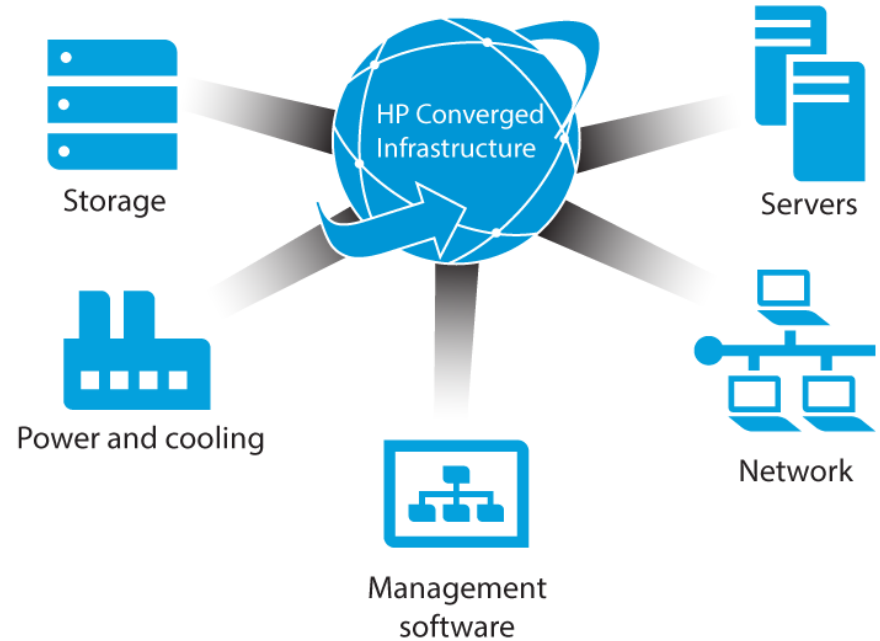 HP Converged
Infrastructure
Storage
Servers
Power and cooling
Network
Management
software